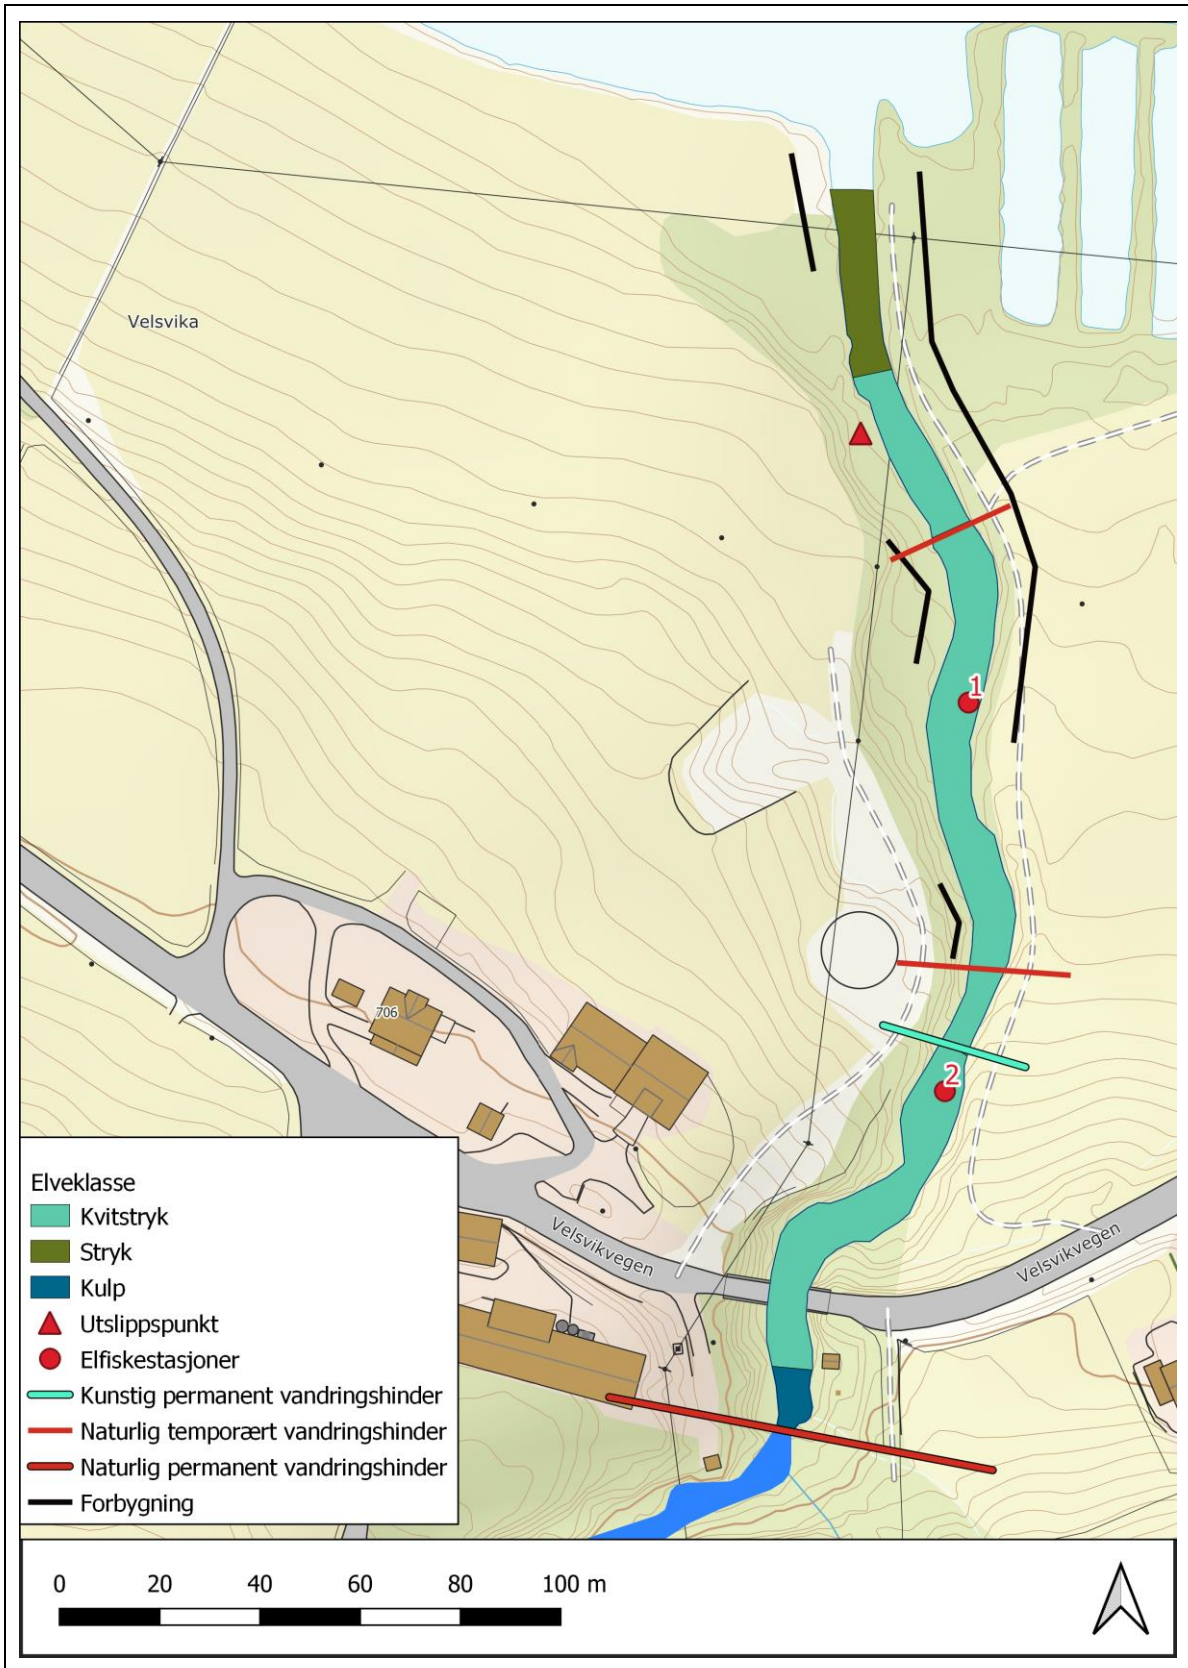 Velsvika
1
706
2
Velsvikvegen
Velsvikvegen
Elveklasse
Kvitstryk
Stryk
Kulp
Utslippspunkt
Elfiskestasjoner
Kunstig permanent vandringshinder
Naturlig temporært vandringshinder
Naturlig permanent vandringshinder
Forbygning
0 20 40 60 80 100 m